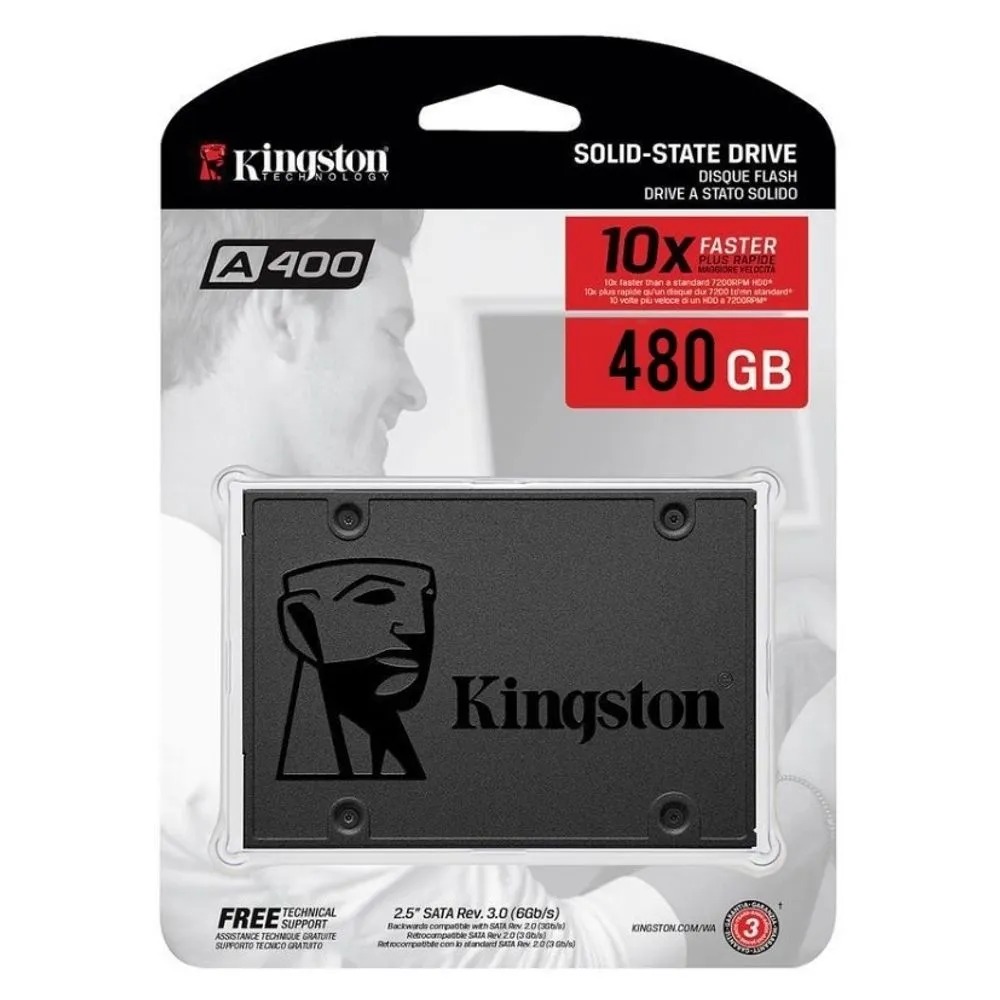 Kingston
TECHNOLOGY
SOLID-STATE DRIVE
DISQUE FLASH
DRIVE A STATO SOLIDO
A400
10x FASTER
PLUS RAPIDE
MAGGIORE VELOCITÀ
10x faster than a standard 7200RPM HDD*
10x plus rapide qu'un disque dur 7200 tr/mn standard*
10 volte più veloce di un HDD a 7200RPM*
480 GB
Kingston
FREE TECHNICAL SUPPORT
ASSISTANCE TECHNIQUE GRATUITE
SUPPORTO TECNICO GRATUITO
2.5" SATA Rev. 3.0 (6Gb/s)
Backwards compatible with SATA Rev. 2.0 (3Gb/s)
Rétrocompatible SATA Rev. 2.0 (3 Gb/s)
Retrocompatibile con lo standard SATA Rev. 2.0 (3 Gb/s)
KINGSTON.COM/WA
3